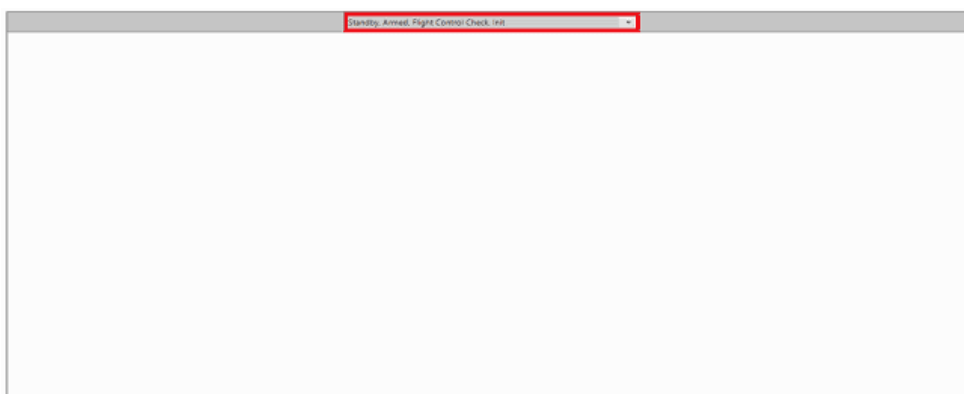 Standby, Armed, Flight Control Check, Init